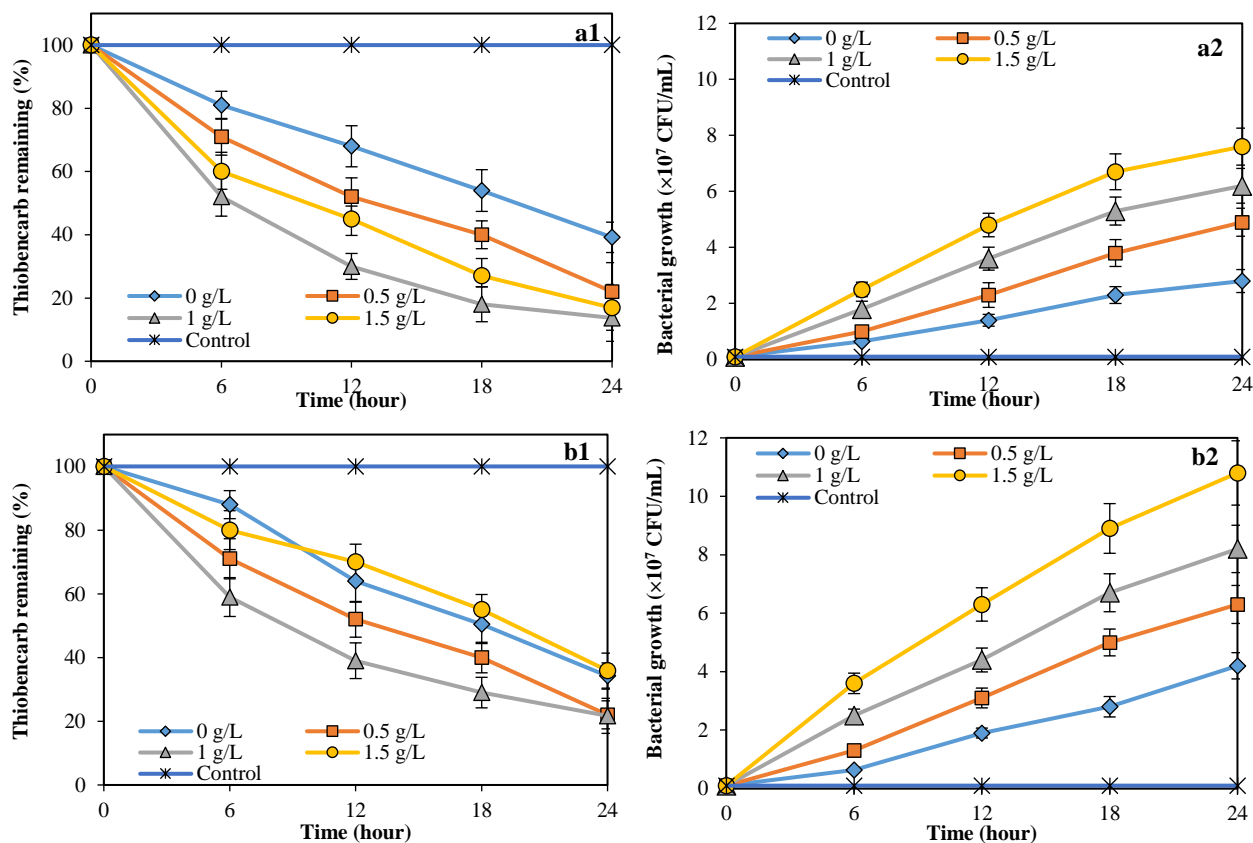 a1
Thiobencarb remaining (%)
100
80
60
40
20
0
0 g/L 0.5 g/L
1 g/L 1.5 g/L
Control
0 6 12 18 24
Time (hour)
a2
Bacterial growth (×10⁷ CFU/mL)
12
10
8
6
4
2
0
0 g/L 0.5 g/L
1 g/L 1.5 g/L
Control
0 6 12 18 24
Time (hour)
b1
Thiobencarb remaining (%)
100
80
60
40
20
0
0 g/L 0.5 g/L
1 g/L 1.5 g/L
Control
0 6 12 18 24
Time (hour)
b2
Bacterial growth (×10⁷ CFU/mL)
12
10
8
6
4
2
0
0 g/L 0.5 g/L
1 g/L 1.5 g/L
Control
0 6 12 18 24
Time (hour)